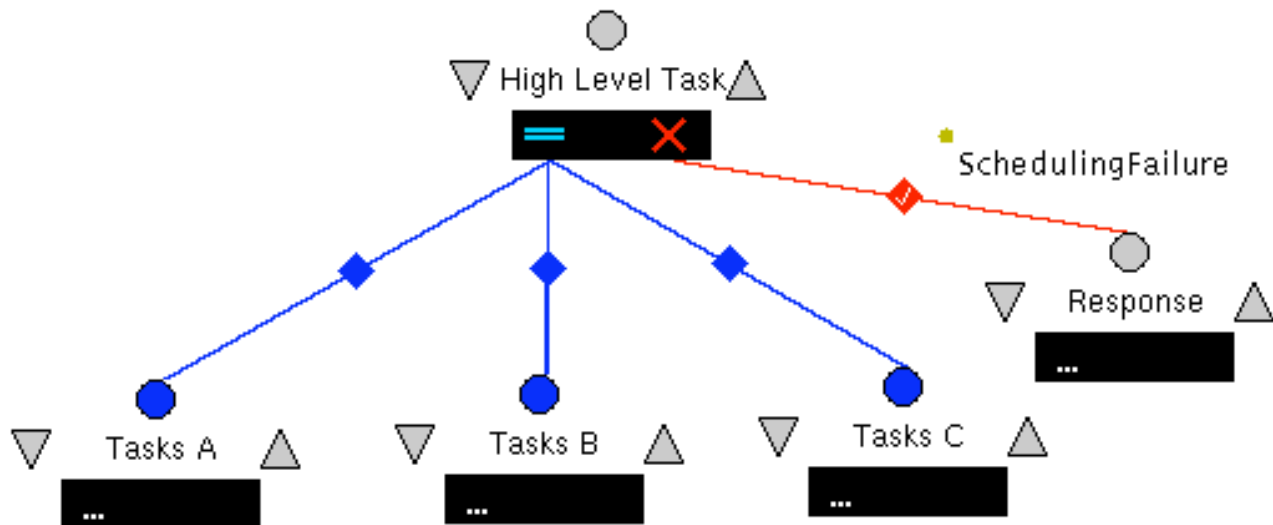 High Level Task
SchedulingFailure
Response
...
Tasks A
Tasks B
Tasks C
...
...
...